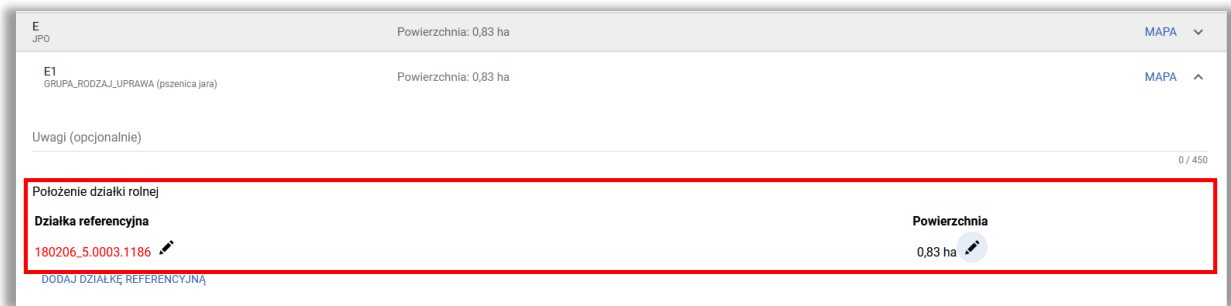 E
JPO
Powierzchnia: 0,83 ha
MAPA
E1
GRUPA_RODZAJ_UPRAWA (pszenica jara)
Powierzchnia: 0,83 ha
MAPA
Uwagi (opcjonalnie)
0 / 450
Położenie działki rolnej
Działka referencyjna
Powierzchnia
180206_5.0003.1186
0,83 ha
DODAJ DZIAŁKĘ REFERENCYJNĄ